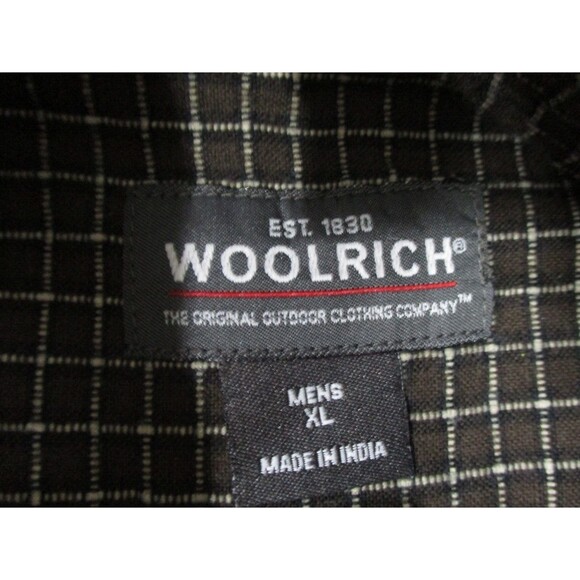 EST. 1830
WOOLRICH®
THE ORIGINAL OUTDOOR CLOTHING COMPANY™
MENS
XL
MADE IN INDIA